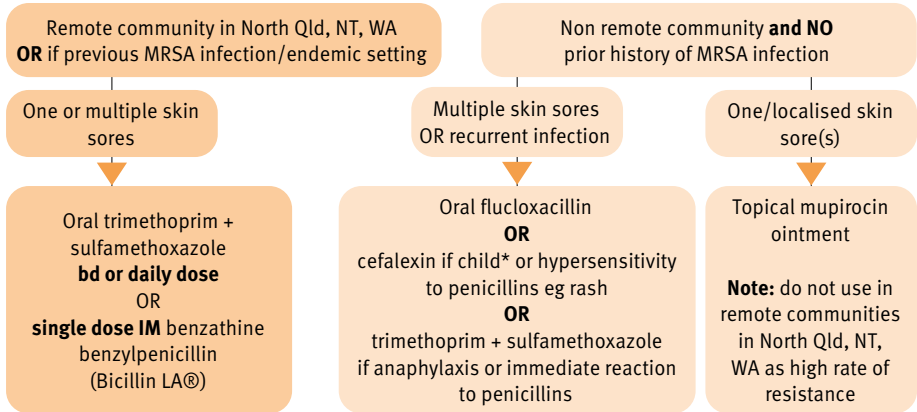 Remote community in North Qld, NT, WA
OR if previous MRSA infection/endemic setting
Non remote community and NO
prior history of MRSA infection
One or multiple skin
sores
Multiple skin sores
OR recurrent infection
One/localised skin
sore(s)
Oral trimethoprim +
sulfamethoxazole
bd or daily dose
OR
single dose IM benzathine
benzylpenicillin
(Bicillin LA®)
Oral flucloxacillin
OR
cefalexin if child* or hypersensitivity
to penicillins eg rash
OR
trimethoprim + sulfamethoxazole
if anaphylaxis or immediate reaction
to penicillins
Topical mupirocin
ointment
Note: do not use in
remote communities
in North Qld, NT,
WA as high rate of
resistance